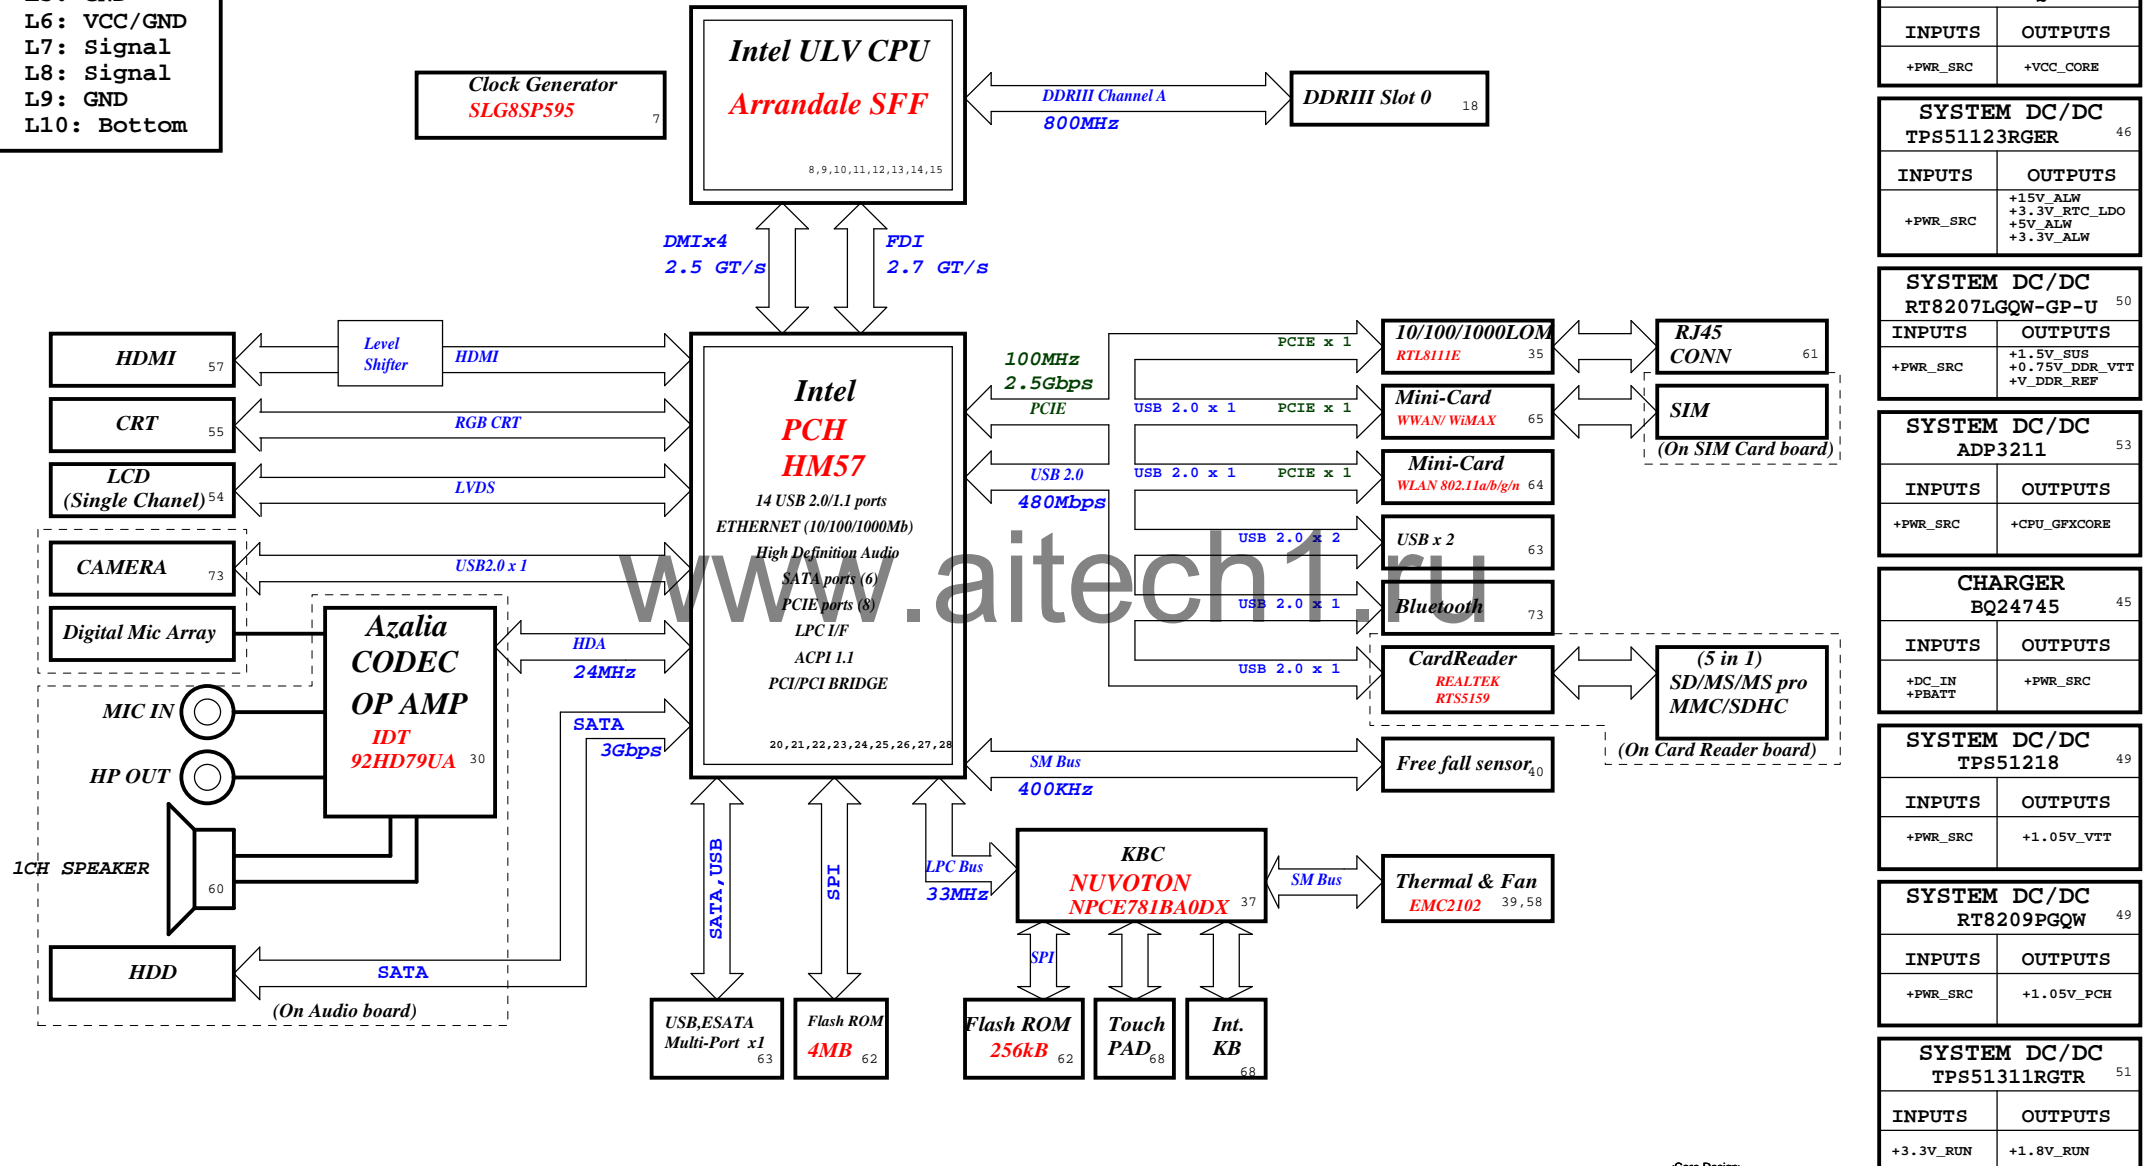 L6: VCC/GND
L7: Signal
L8: Signal
L9: GND
L10: Bottom
Clock Generator
SLG8SP595
7
Intel ULV CPU
Arrandale SFF
8,9,10,11,12,13,14,15
DDRIII Channel A
800MHz
DDRIII Slot 0
18
DMIx4
2.5 GT/s
FDI
2.7 GT/s
HDMI
57
Level
Shifter
HDMI
CRT
55
RGB CRT
LCD
(Single Chanel)
54
LVDS
CAMERA
73
USB2.0 x 1
Digital Mic Array
Azalia
CODEC
OP AMP
IDT
92HD79UA
30
HDA
24MHz
MIC IN
HP OUT
1CH SPEAKER
60
SATA
3Gbps
HDD
SATA
(On Audio board)
Intel
PCH
HM57
14 USB 2.0/1.1 ports
ETHERNET (10/100/1000Mb)
High Definition Audio
SATA ports (6)
PCIE ports (8)
LPC I/F
ACPI 1.1
PCI/PCI BRIDGE
20,21,22,23,24,25,26,27,28
www.aitech1.ru
100MHz
2.5Gbps
PCIE
USB 2.0
480Mbps
PCIE x 1
10/100/1000LOM
RTL8111E
35
RJ45
CONN
61
USB 2.0 x 1
PCIE x 1
Mini-Card
WWAN/ WiMAX
65
SIM
(On SIM Card board)
USB 2.0 x 1
PCIE x 1
Mini-Card
WLAN 802.11a/b/g/n
64
USB 2.0 x 2
USB x 2
63
USB 2.0 x 1
Bluetooth
73
USB 2.0 x 1
CardReader
REALTEK
RTS5159
(5 in 1)
SD/MS/MS pro
MMC/SDHC
(On Card Reader board)
SM Bus
400KHz
Free fall sensor
40
SATA,USB
SPI
LPC Bus
33MHz
KBC
NUVOTON
NPCE781BA0DX
37
SM Bus
Thermal & Fan
EMC2102
39,58
SPI
USB,ESATA
Multi-Port x1
63
Flash ROM
4MB
62
Flash ROM
256kB
62
Touch
PAD
68
Int.
KB
68
INPUTS OUTPUTS
+PWR_SRC +VCC_CORE
SYSTEM DC/DC
TPS51123RGER
46
INPUTS OUTPUTS
+PWR_SRC
+15V_ALW
+3.3V_RTC_LDO
+5V_ALW
+3.3V_ALW
SYSTEM DC/DC
RT8207LGQW-GP-U
50
INPUTS OUTPUTS
+PWR_SRC
+1.5V_SUS
+0.75V_DDR_VTT
+V_DDR_REF
SYSTEM DC/DC
ADP3211
53
INPUTS OUTPUTS
+PWR_SRC +CPU_GFXCORE
CHARGER
BQ24745
45
INPUTS OUTPUTS
+DC_IN
+PBATT
+PWR_SRC
SYSTEM DC/DC
TPS51218
49
INPUTS OUTPUTS
+PWR_SRC +1.05V_VTT
SYSTEM DC/DC
RT8209PGQW
49
INPUTS OUTPUTS
+PWR_SRC +1.05V_PCH
SYSTEM DC/DC
TPS51311RGTR
51
INPUTS OUTPUTS
+3.3V_RUN +1.8V_RUN